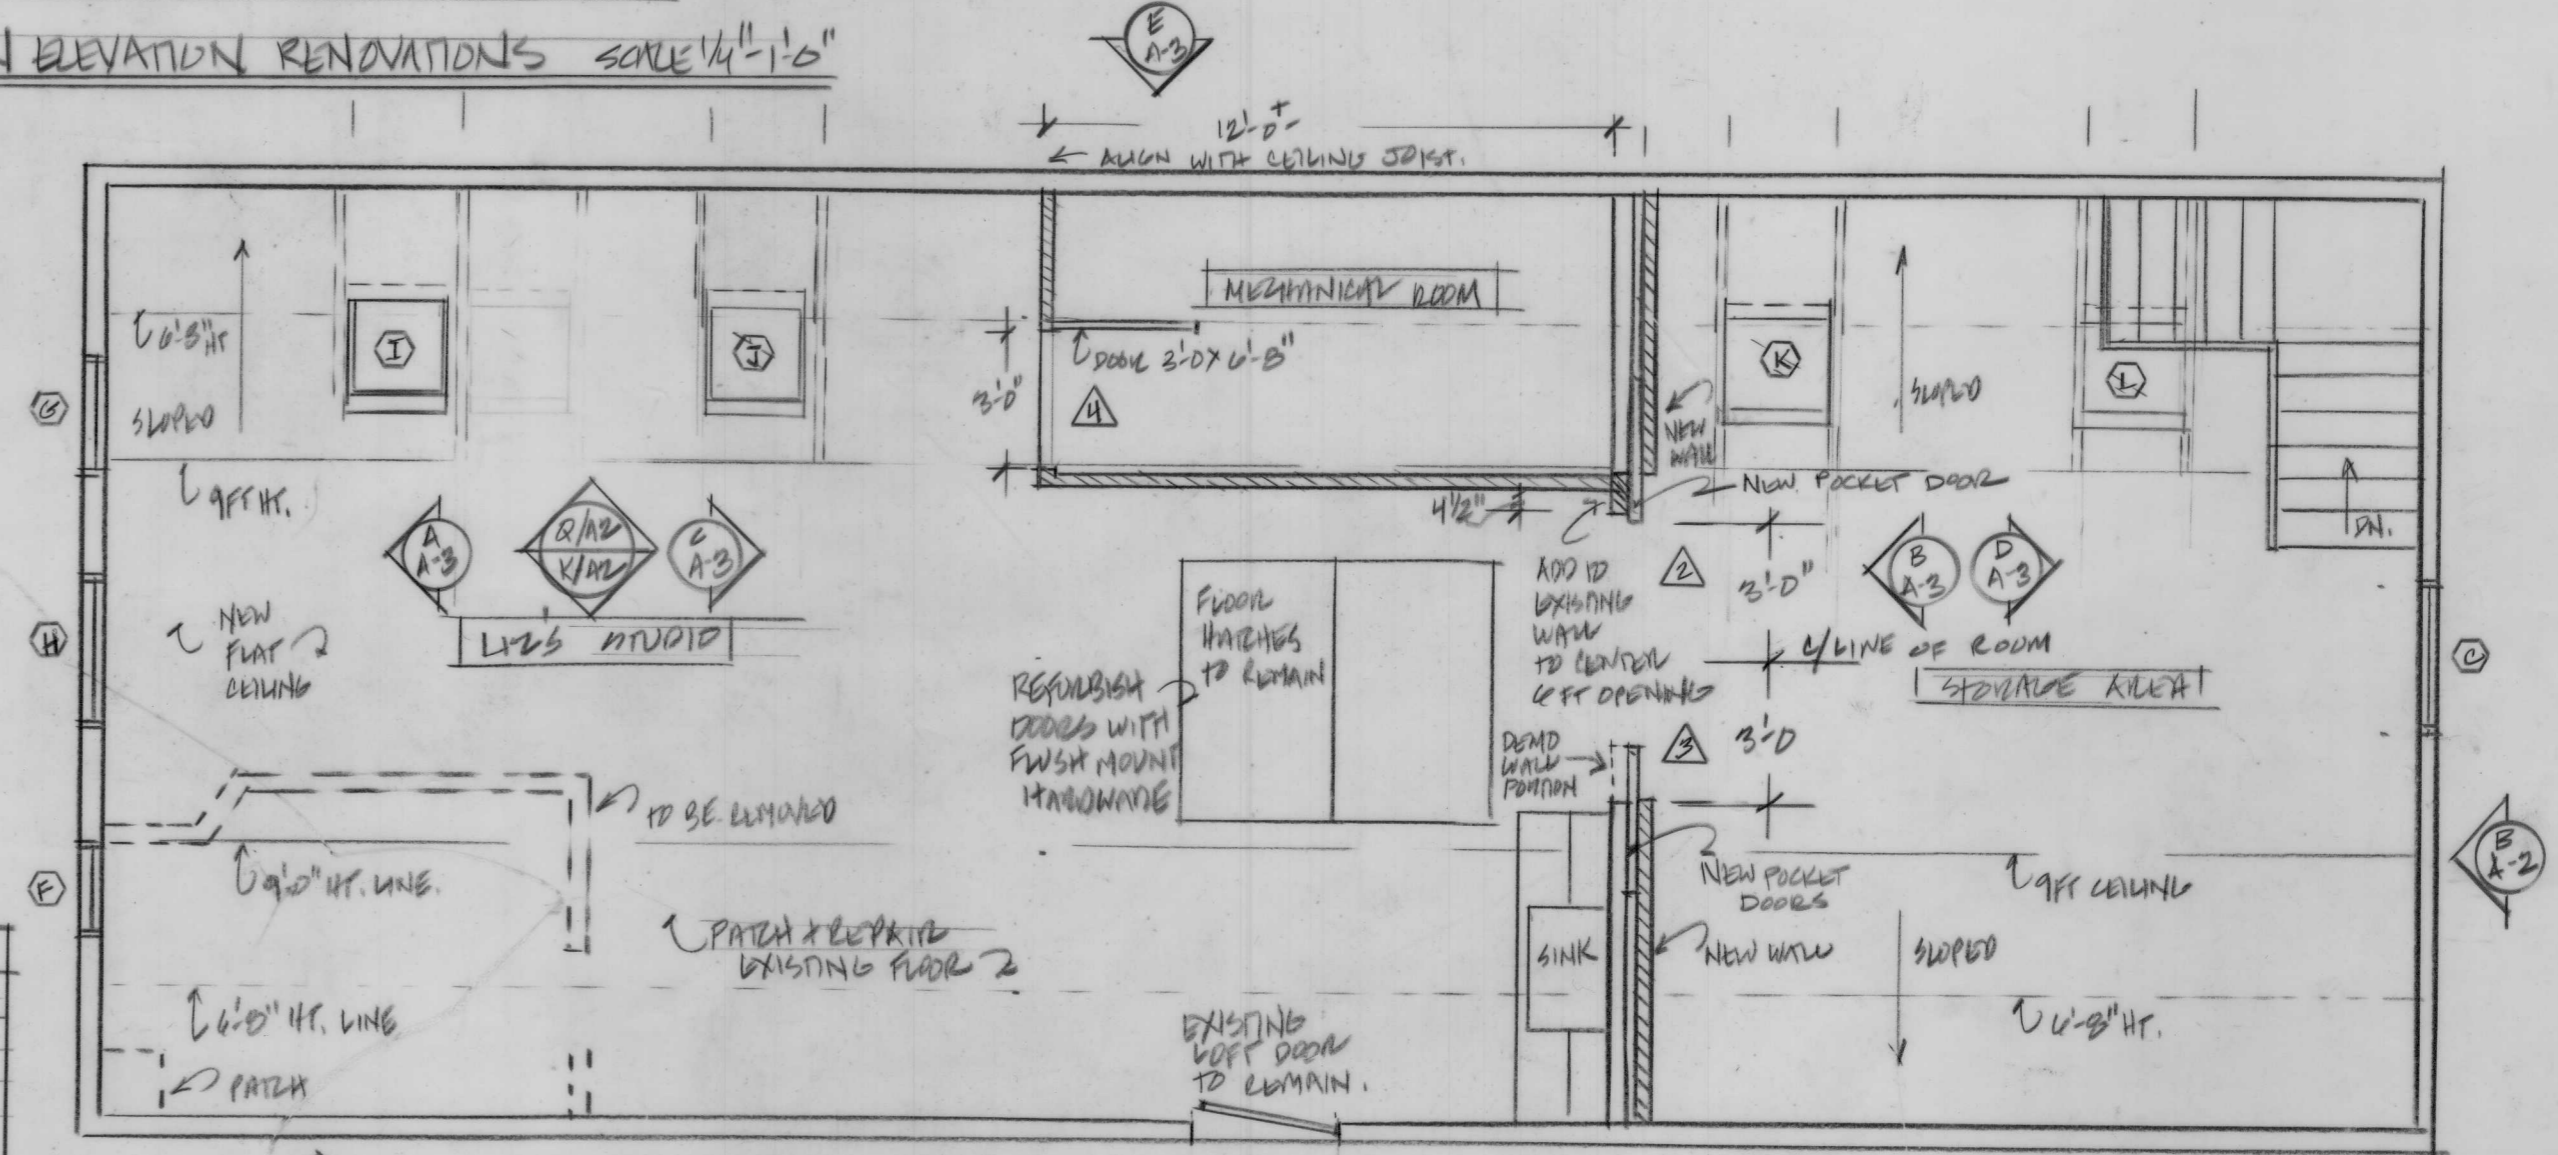 ELEVATION RENOVATIONS SCALE 1/4"-1'-0"
E
A-3
12'-0"±
← ALIGN WITH CEILING JOIST.
MECHANICAL ROOM
DOOR 3'-0 x 6'-8"
3'-0"
4
6'-8" HT
SLOPED
9FT HT.
G
I
J
K
L
SLOPED
NEW
WALL
NEW POCKET DOOR
4 1/2"
DN.
A
A-3
Q/A2
K/A2
C
A-3
LIZ'S STUDIO
H
NEW
FLAT
CEILING
FLOOR
HATCHES
TO REMAIN
REFURBISH
DOORS WITH
FLUSH MOUNT
HARDWARE
ADD TO
EXISTING
WALL
TO CENTER
6FT OPENING
2
3'-0"
B
A-3
D
A-3
C/LINE OF ROOM
STORAGE AREA
C
DEMO
WALL
PORTION
3
3'-0
TO BE REMOVED
F
9'-0" HT. LINE.
PATCH & REPAIR
EXISTING FLOOR
6'-8" HT. LINE
PATCH
EXISTING
LOFT DOOR
TO REMAIN.
SINK
NEW POCKET
DOORS
NEW WALL
9FT CEILING
SLOPED
6'-8" HT.
B
A-2